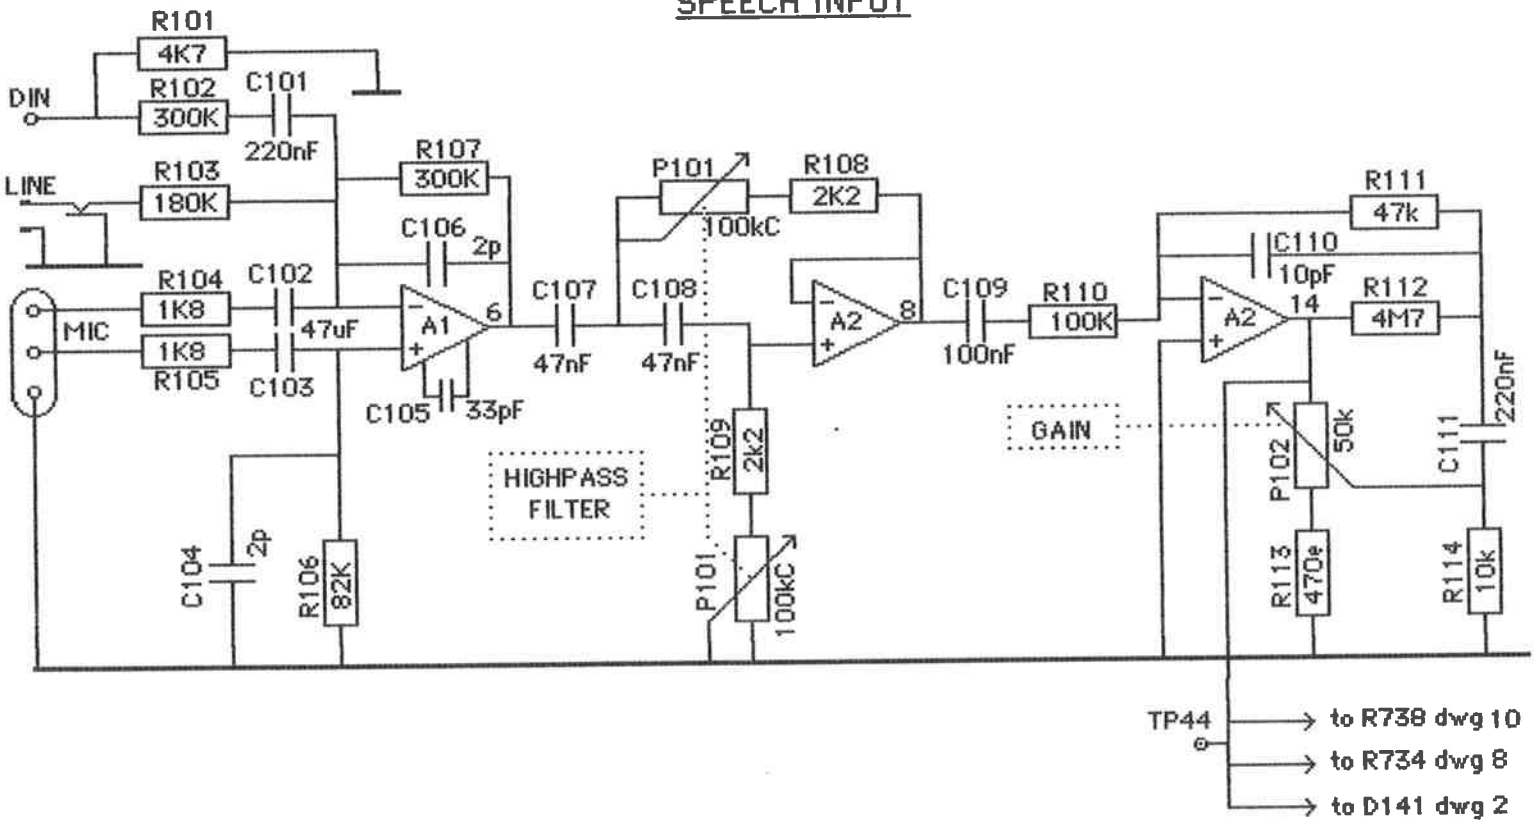 SPEECH INPUT
R101
4K7
DIN
R102
300K
C101
220nF
LINE
R103
180K
R107
300K
C106
2p
P101
100kC
R108
2K2
R111
47k
C110
10pF
MIC
R104
1K8
C102
47uF
1K8
R105
C103
A1
-
+
6
C105
33pF
C107
47nF
C108
47nF
A2
-
+
8
C109
100nF
R110
100K
A2
-
+
14
R112
4M7
C104
2p
R106
82K
HIGHPASS
FILTER
R109
2k2
P101
100kC
GAIN
P102
50k
C111
220nF
R113
470e
R114
10k
TP44
to R738 dwg 10
to R734 dwg 8
to D141 dwg 2